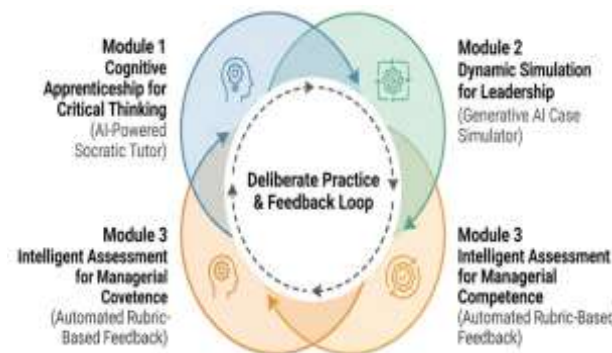 Module 1
Cognitive
Apprenticeship for
Critical Thinking
(AI-Powered
Socratic Tutor)
Module 2
Dynamic Simulation
for Leadership
(Generative AI Case
Simulator)
Deliberate Practice
& Feedback Loop
Module 3
Intelligent Assessment
for Managerial
Covetence
(Automated Rubric-
Based Feedback)
Module 3
Intelligent Assessment
for Managerial
Competence
(Automated Rubric-Based
Feedback)